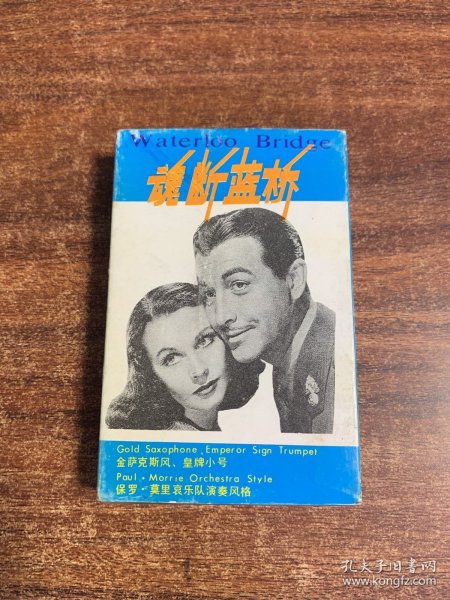 Waterloo Bridge
魂断蓝桥
Gold Saxophone, Emperor Sign Trumpet
金萨克斯风、皇牌小号
Paul·Morrie Orchestra Style
保罗·莫里哀乐队演奏风格
孔夫子旧书网
www.kongfz.com